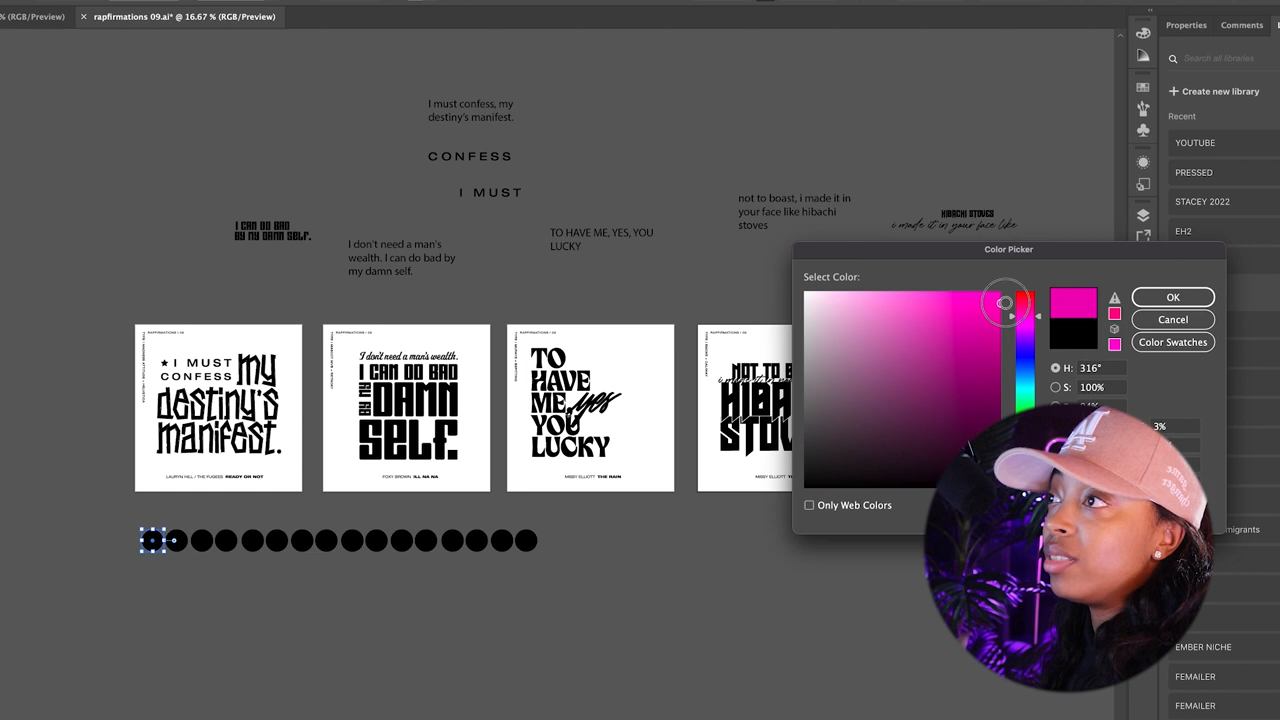 % (RGB/Preview)
× rapfirmations 09.ai* @ 16.67 % (RGB/Preview)
Properties Comments
Search all libraries
+ Create new library
Recent
YOUTUBE
PRESSED
STACEY 2022
EH2
migrants
EMBER NICHE
FEMAILER
FEMAILER
I must confess, my
destiny's manifest.
CONFESS
I MUST
I CAN DO BAD
BY MY DAMN SELF.
I don't need a man's
wealth. I can do bad by
my damn self.
TO HAVE ME, YES, YOU
LUCKY
not to boast, i made it in
your face like hibachi
stoves
HIBACHI STOVES
i made it in your face like
Color Picker
Select Color:
OK
Cancel
Color Swatches
H: 316°
S: 100%
3%
Only Web Colors
RAPFIRMATIONS / 09
★ I MUST my
CONFESS
destiny's
manifest.
LAURYN HILL / THE FUGEES READY OR NOT
RAPFIRMATIONS / 09
I don't need a man's wealth.
I CAN DO BAD
BY MY DAMN
SELF.
FOXY BROWN ILL NA NA
RAPFIRMATIONS / 09
TO
HAVE
ME, yes
YOU
LUCKY
MISSY ELLIOTT THE RAIN
RAPFIRMATIONS / 09
NOT TO B
i made it in
HIBA
STOV
MISSY ELLIOTT